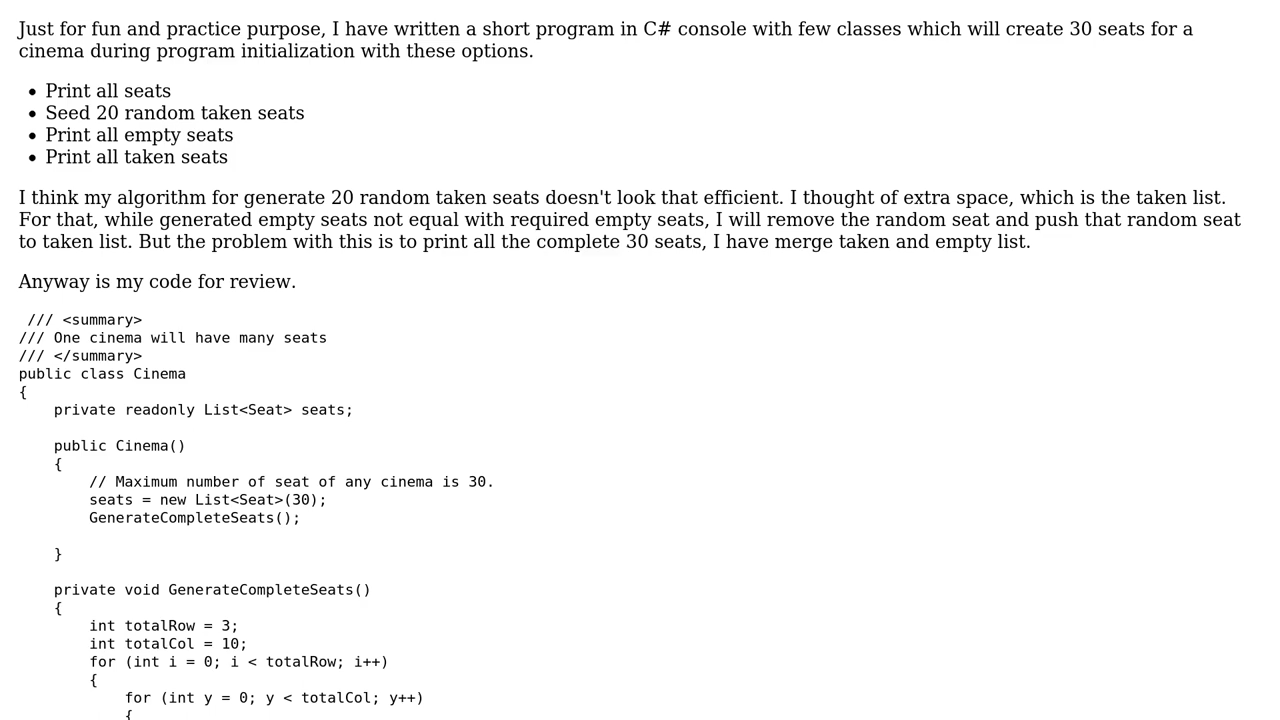 Just for fun and practice purpose, I have written a short program in C# console with few classes which will create 30 seats for a
cinema during program initialization with these options.
• Print all seats
• Seed 20 random taken seats
• Print all empty seats
• Print all taken seats
I think my algorithm for generate 20 random taken seats doesn't look that efficient. I thought of extra space, which is the taken list.
For that, while generated empty seats not equal with required empty seats, I will remove the random seat and push that random seat
to taken list. But the problem with this is to print all the complete 30 seats, I have merge taken and empty list.
Anyway is my code for review.
/// <summary>
/// One cinema will have many seats
/// </summary>
public class Cinema
{
    private readonly List<Seat> seats;
    public Cinema()
    {
        // Maximum number of seat of any cinema is 30.
        seats = new List<Seat>(30);
        GenerateCompleteSeats();
    }
    private void GenerateCompleteSeats()
    {
        int totalRow = 3;
        int totalCol = 10;
        for (int i = 0; i < totalRow; i++)
        {
            for (int y = 0; y < totalCol; y++)
            {